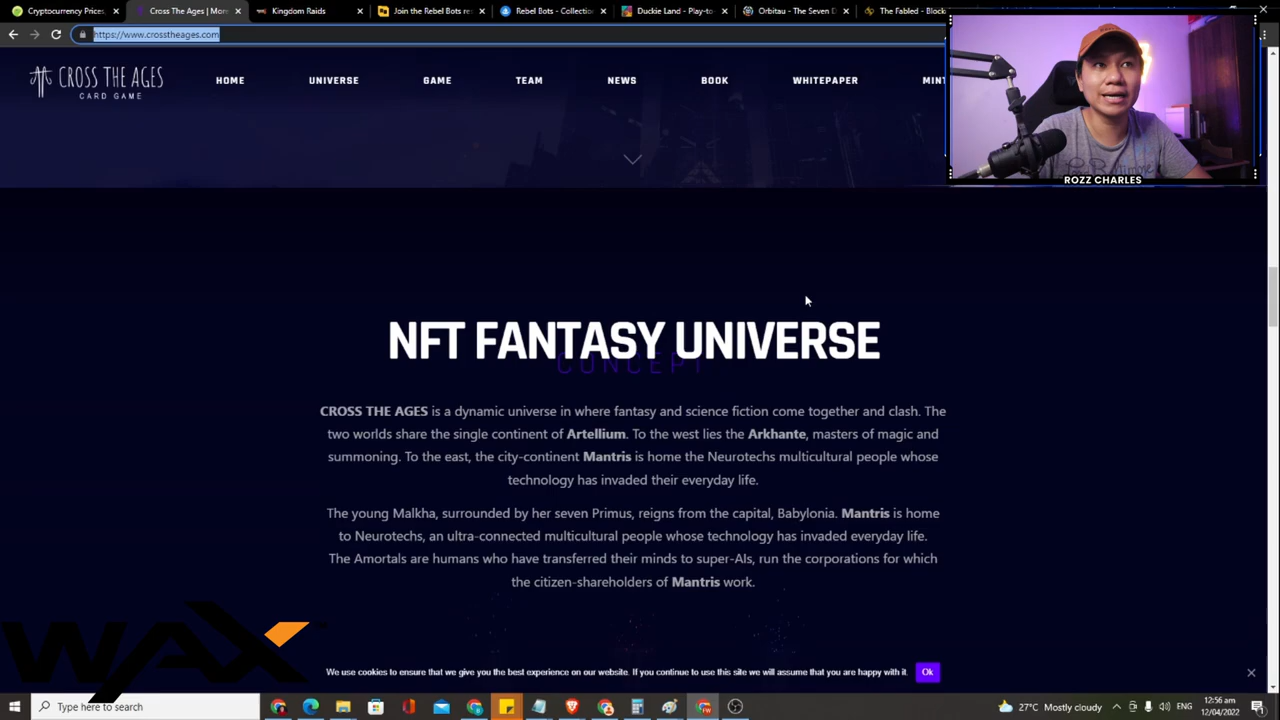 Cryptocurrency Prices,
Cross The Ages | Mor
Kingdom Raids
Join the Rebel Bots re
Rebel Bots - Collectio
Duckie Land - Play-to
Orbitau - The Seven D
The Fabled - Block
https://www.crosstheages.com
CROSS THE AGES
CARD GAME
HOME
UNIVERSE
GAME
TEAM
NEWS
BOOK
WHITEPAPER
MINT
ROZZ CHARLES
NFT FANTASY UNIVERSE
CONCEPT
CROSS THE AGES is a dynamic universe in where fantasy and science fiction come together and clash. The
two worlds share the single continent of Artellium. To the west lies the Arkhante, masters of magic and
summoning. To the east, the city-continent Mantris is home the Neurotechs multicultural people whose
technology has invaded their everyday life.
The young Malkha, surrounded by her seven Primus, reigns from the capital, Babylonia. Mantris is home
to Neurotechs, an ultra-connected multicultural people whose technology has invaded everyday life.
The Amortals are humans who have transferred their minds to super-AIs, run the corporations for which
the citizen-shareholders of Mantris work.
WAX
We use cookies to ensure that we give you the best experience on our website. If you continue to use this site we will assume that you are happy with it.
Ok
Type here to search
27°C Mostly cloudy
ENG
12:56 am
12/04/2022